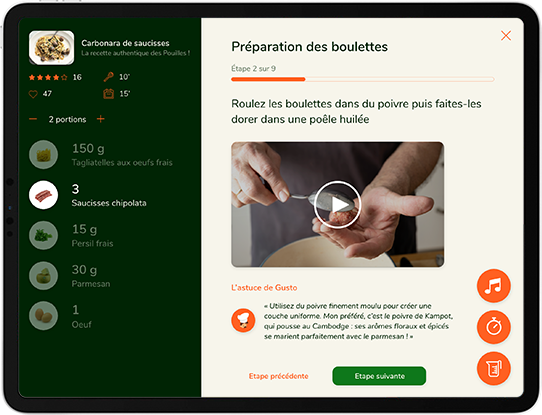 Carbonara de saucisses
La recette authentique des Pouilles !
16
10'
47
15'
2 portions
150 g
Tagliatelles aux oeufs frais
3
Saucisses chipolata
15 g
Persil frais
30 g
Parmesan
1
Oeuf
Préparation des boulettes
Étape 2 sur 9
Roulez les boulettes dans du poivre puis faites-les
dorer dans une poêle huilée
L'astuce de Gusto
« Utilisez du poivre finement moulu pour créer une
couche uniforme. Mon préféré, c'est le poivre de Kampot,
qui pousse au Cambodge : ses arômes floraux et épicés
se marient parfaitement avec le parmesan ! »
Etape précédente
Etape suivante